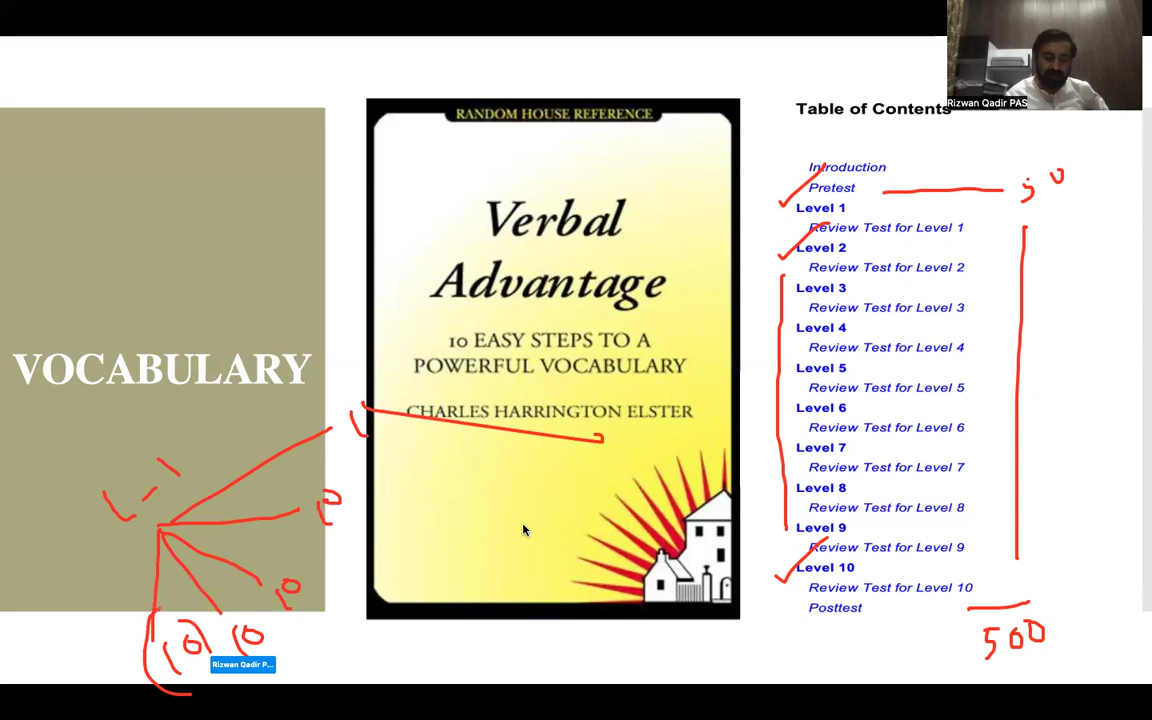 Rizwan Qadir PAS
VOCABULARY
RANDOM HOUSE REFERENCE
Verbal
Advantage
10 EASY STEPS TO A
POWERFUL VOCABULARY
CHARLES HARRINGTON ELSTER
Table of Contents
Introduction
Pretest
50
Level 1
Review Test for Level 1
Level 2
Review Test for Level 2
Level 3
Review Test for Level 3
Level 4
Review Test for Level 4
Level 5
Review Test for Level 5
Level 6
Review Test for Level 6
Level 7
Review Test for Level 7
Level 8
Review Test for Level 8
Level 9
Review Test for Level 9
Level 10
Review Test for Level 10
Posttest
500
10
10
10
10
Rizwan Qadir P...